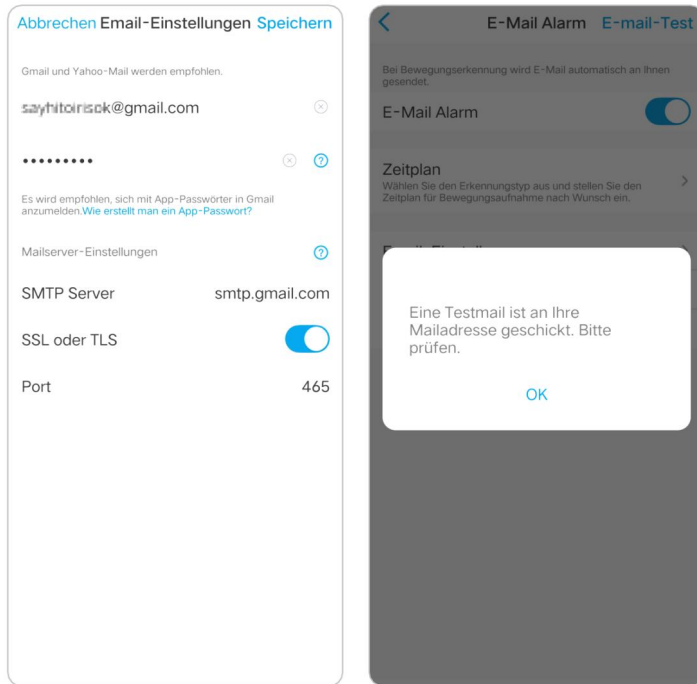 Abbrechen Email-Einstellungen Speichern
Gmail und Yahoo-Mail werden empfohlen.
@gmail.com
•••••••••
Es wird empfohlen, sich mit App-Passwörter in Gmail
anzumelden.Wie erstellt man ein App-Passwort?
Mailserver-Einstellungen
SMTP Server smtp.gmail.com
SSL oder TLS
Port 465
E-Mail Alarm E-mail-Test
Bei Bewegungserkennung wird E-Mail automatisch an Ihnen
gesendet.
E-Mail Alarm
Zeitplan
Wählen Sie den Erkennungstyp aus und stellen Sie den
Zeitplan für Bewegungsaufnahme nach Wunsch ein.
Eine Testmail ist an Ihre
Mailadresse geschickt. Bitte
prüfen.
OK